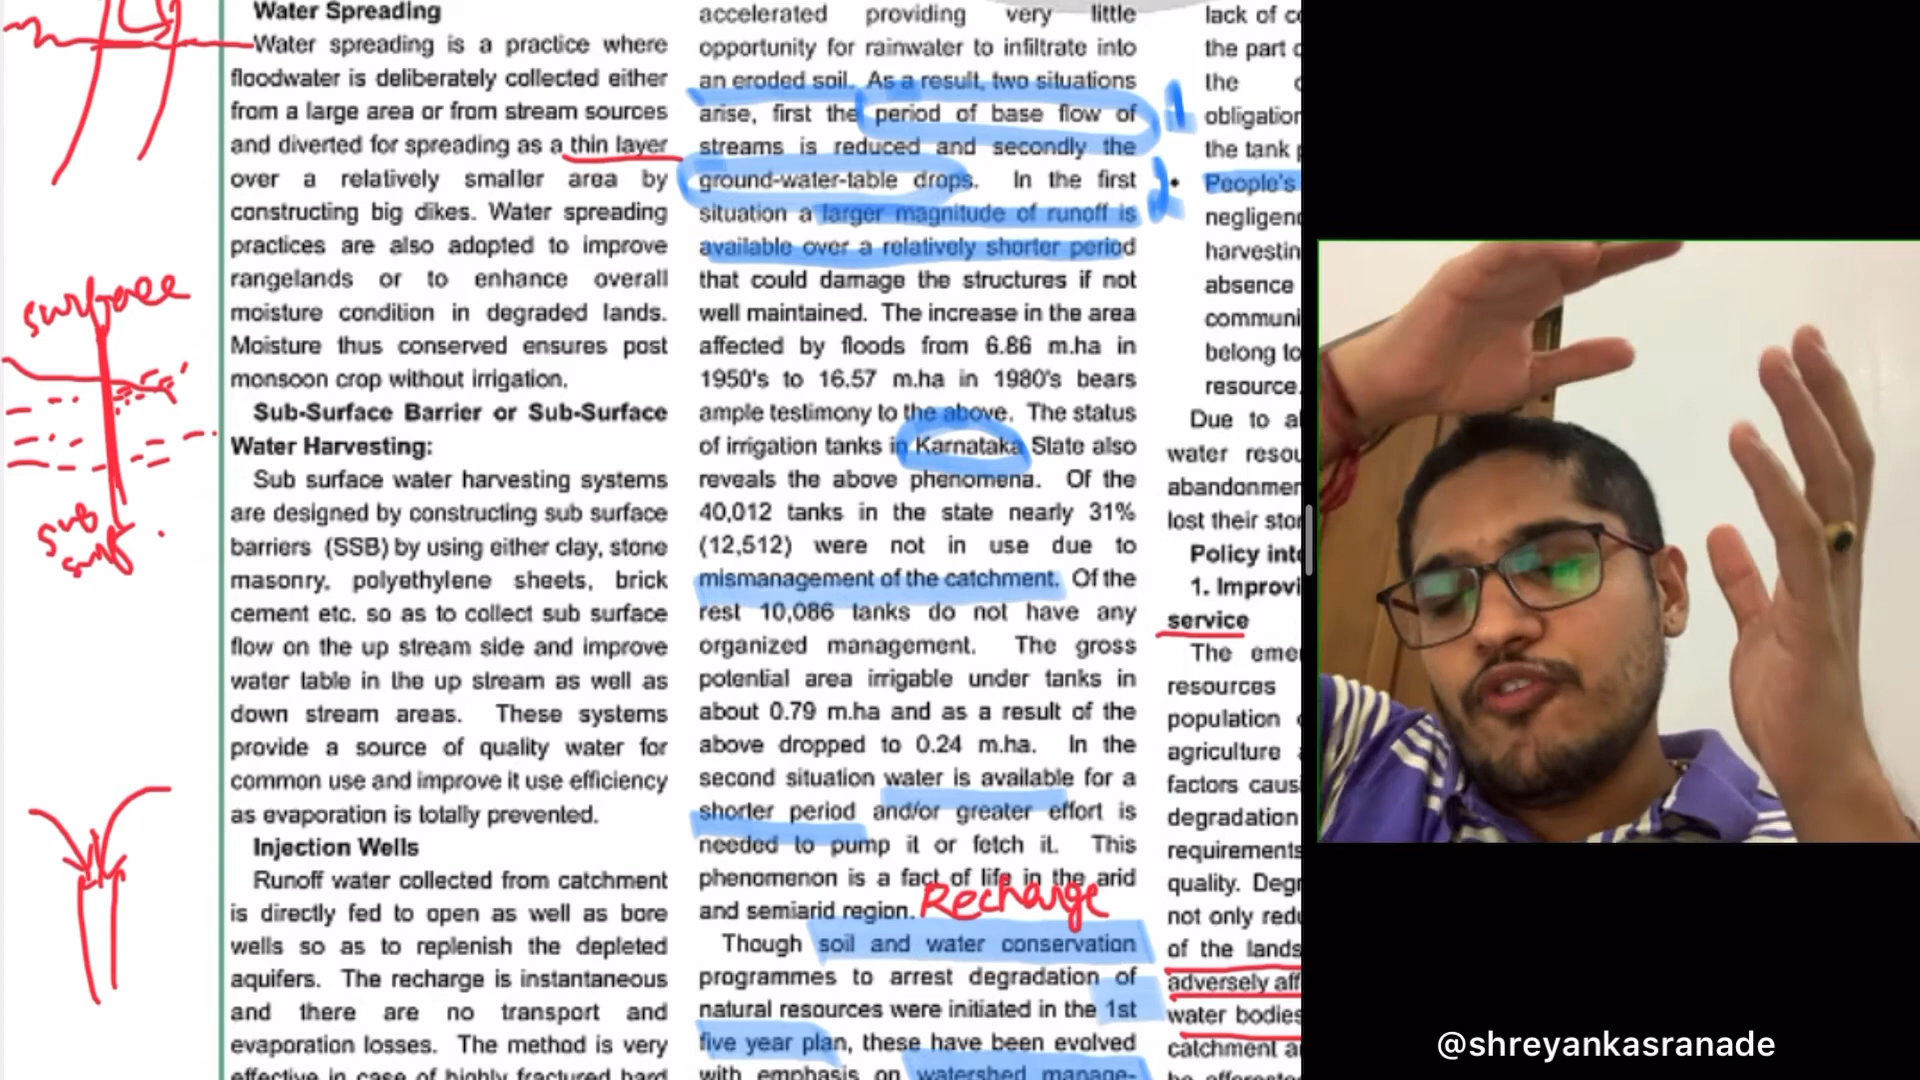 Water Spreading
Water spreading is a practice where
floodwater is deliberately collected either
from a large area or from stream sources
and diverted for spreading as a thin layer
over a relatively smaller area by
constructing big dikes. Water spreading
practices are also adopted to improve
rangelands or to enhance overall
moisture condition in degraded lands.
Moisture thus conserved ensures post
monsoon crop without irrigation.
Sub-Surface Barrier or Sub-Surface
Water Harvesting:
Sub surface water harvesting systems
are designed by constructing sub surface
barriers (SSB) by using either clay, stone
masonry, polyethylene sheets, brick
cement etc. so as to collect sub surface
flow on the up stream side and improve
water table in the up stream as well as
down stream areas. These systems
provide a source of quality water for
common use and improve it use efficiency
as evaporation is totally prevented.
Injection Wells
Runoff water collected from catchment
is directly fed to open as well as bore
wells so as to replenish the depleted
aquifers. The recharge is instantaneous
and there are no transport and
evaporation losses. The method is very
effective in case of highly fractured hard
surface
sub
surf
accelerated providing very little
opportunity for rainwater to infiltrate into
an eroded soil. As a result, two situations
arise, first the period of base flow of
streams is reduced and secondly the
ground-water-table drops. In the first
situation a larger magnitude of runoff is
available over a relatively shorter period
that could damage the structures if not
well maintained. The increase in the area
affected by floods from 6.86 m.ha in
1950's to 16.57 m.ha in 1980's bears
ample testimony to the above. The status
of irrigation tanks in Karnataka State also
reveals the above phenomena. Of the
40,012 tanks in the state nearly 31%
(12,512) were not in use due to
mismanagement of the catchment. Of the
rest 10,086 tanks do not have any
organized management. The gross
potential area irrigable under tanks in
about 0.79 m.ha and as a result of the
above dropped to 0.24 m.ha. In the
second situation water is available for a
shorter period and/or greater effort is
needed to pump it or fetch it. This
phenomenon is a fact of life in the arid
and semiarid region. Recharge
Though soil and water conservation
programmes to arrest degradation of
natural resources were initiated in the 1st
five year plan, these have been evolved
with emphasis on watershed manage-
1
2
lack of
the part
the
obligation
the tank
• People's
harvestin
absence
communi
belong to
resource.
Due to
water
abandonmen
lost their
Policy
1. Improvi
service
The
resources
population
agriculture
factors
degradation
requirements
quality.
not only
of the lands
adversely
water bodies
catchment
@shreyankasranade